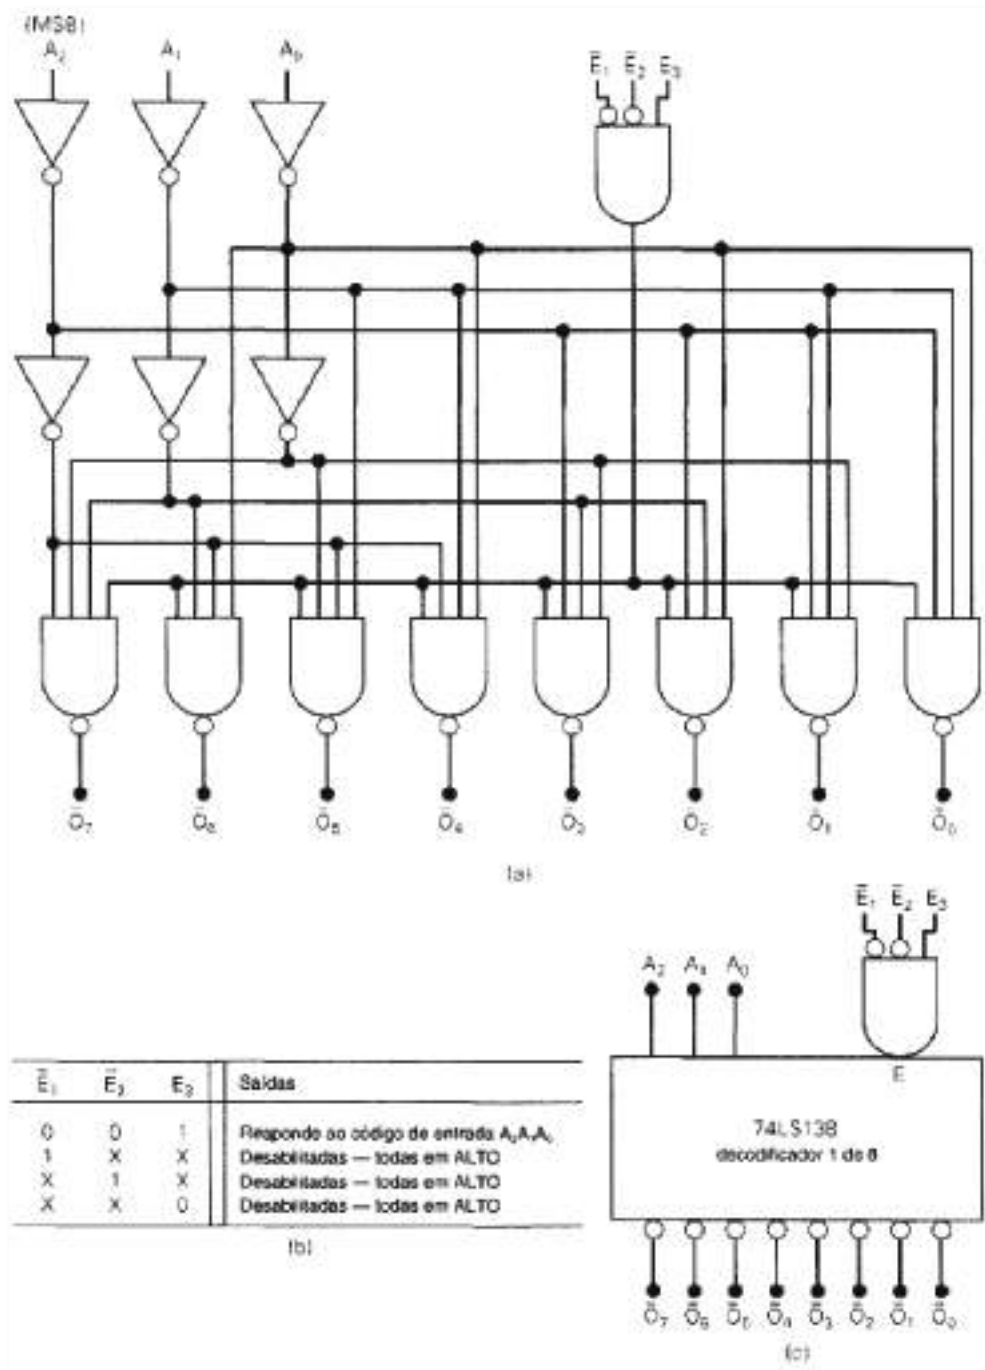 (MSB)
A₂ A₁ A₀
Ē₁ Ē₂ Ē₃
Ō₇ Ō₆ Ō₅ Ō₄ Ō₃ Ō₂ Ō₁ Ō₀
(a)
Ē₁ Ē₂ E₃
A₂ A₁ A₀
E
74LS138
decodificador 1 de 8
Ō₇ Ō₆ Ō₅ Ō₄ Ō₃ Ō₂ Ō₁ Ō₀
(c)
Ē₁ Ē₂ E₃ Saídas
0 0 1 Responde ao código de entrada A₂A₁A₀
1 X X Desabilitadas — todas em ALTO
X 1 X Desabilitadas — todas em ALTO
X X 0 Desabilitadas — todas em ALTO
(b)